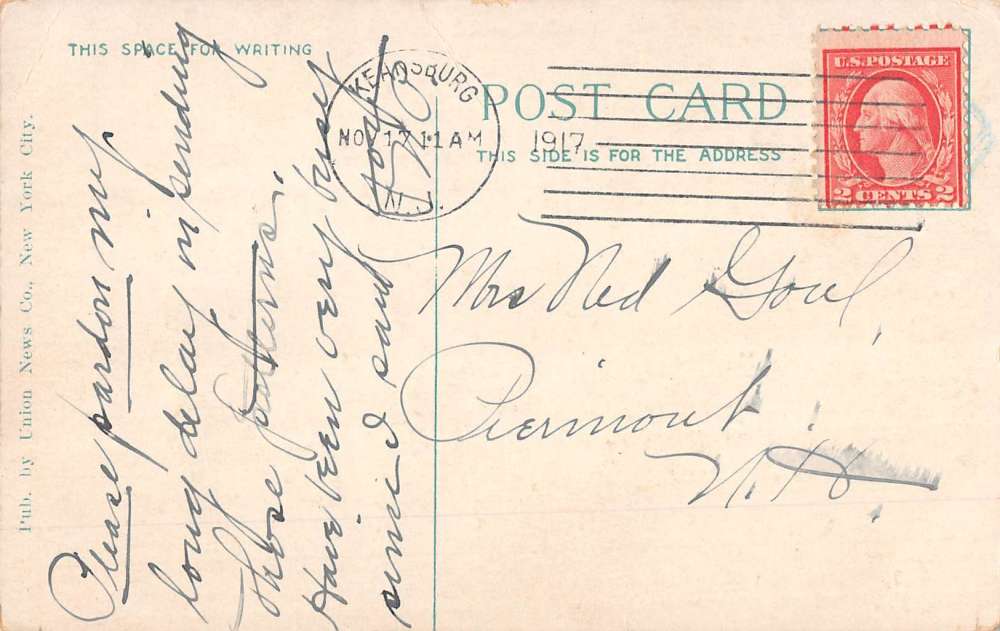 THIS SPACE FOR WRITING
Please pardon my
long delay in sending
those patterns.
Have been very busy
since I saw
Pub. by Union News Co., New York City.
KEANSBURG
NOV 17 11 AM
N.J.
1917
POST CARD
THIS SIDE IS FOR THE ADDRESS
U.S. POSTAGE
2 CENTS 2
Mrs Ned
Piermont
N.H.